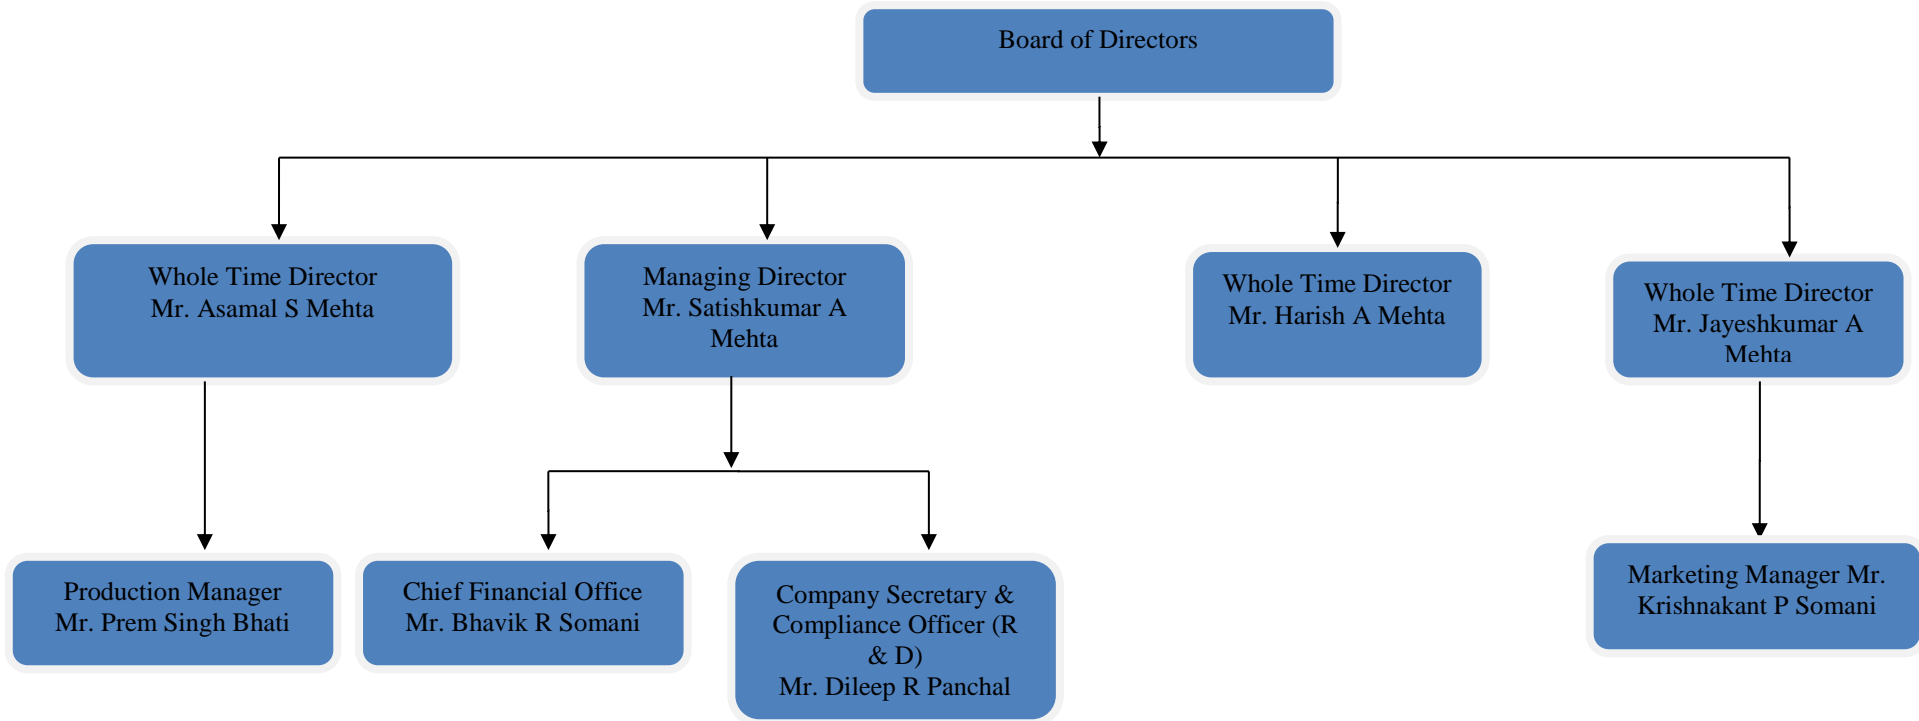 Board of Directors
Whole Time Director
Mr. Asamal S Mehta
Managing Director
Mr. Satishkumar A
Mehta
Whole Time Director
Mr. Harish A Mehta
Whole Time Director
Mr. Jayeshkumar A
Mehta
Production Manager
Mr. Prem Singh Bhati
Chief Financial Office
Mr. Bhavik R Somani
Company Secretary &
Compliance Officer (R
& D)
Mr. Dileep R Panchal
Marketing Manager Mr.
Krishnakant P Somani